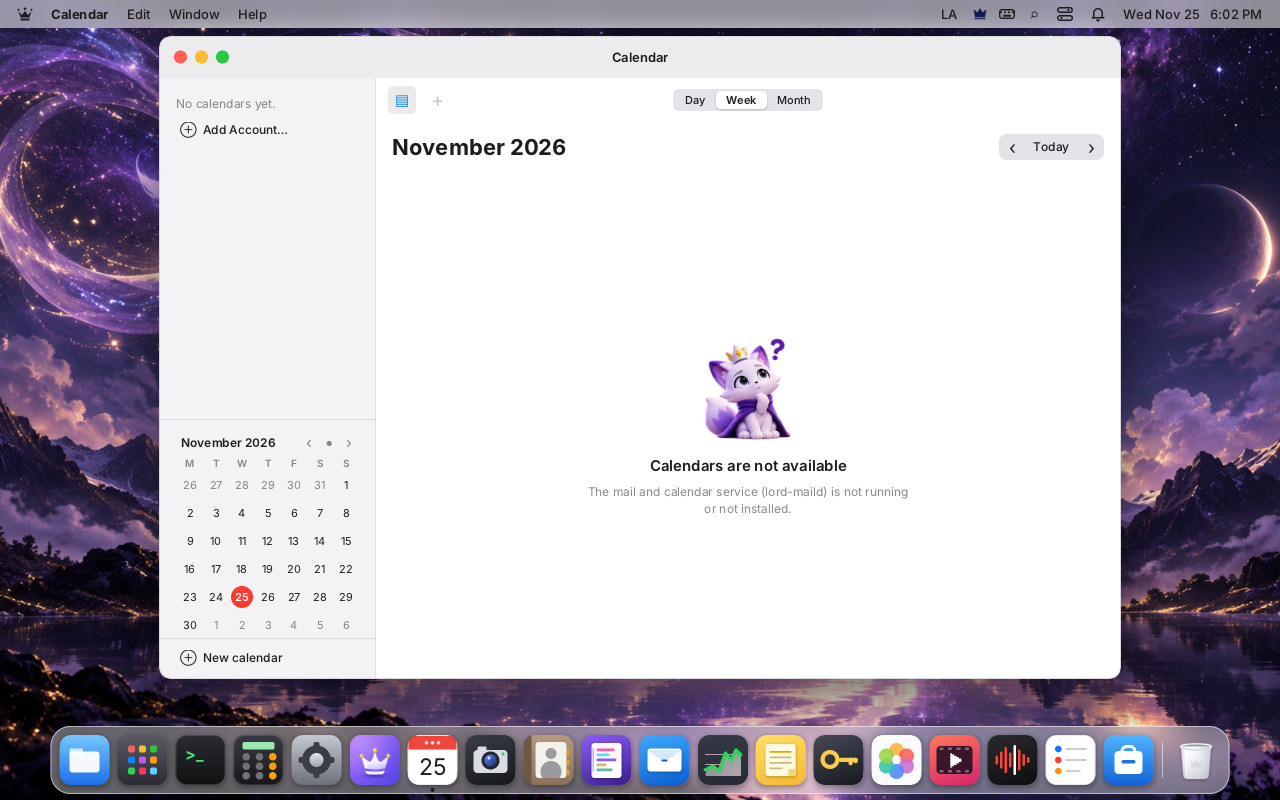 Calendar Edit Window Help LA Wed Nov 25 6:02 PM
Calendar
No calendars yet.
Add Account...
Day Week Month
November 2026
Today
?
Calendars are not available
The mail and calendar service (lord-maild) is not running
or not installed.
November 2026
M T W T F S S
26 27 28 29 30 31 1
2 3 4 5 6 7 8
9 10 11 12 13 14 15
16 17 18 19 20 21 22
23 24 25 26 27 28 29
30 1 2 3 4 5 6
New calendar
>_
25